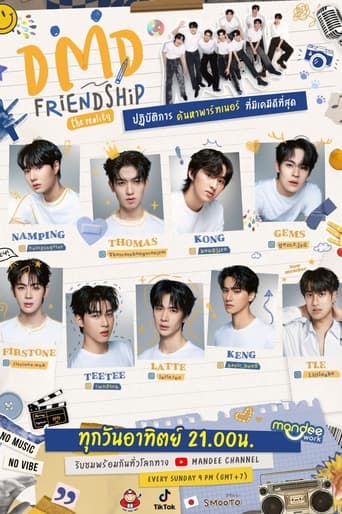 DMD
FRIENDSHIP
the reality
ปฏิบัติการ ค้นหาพาร์ทเนอร์ ที่มีเคมีดีที่สุด
NAMPING
THOMAS
KONG
GEMS
FIRSTONE
TEETEE
LATTE
KENG
TLE
ทุกวันอาทิตย์ 21.00น.
mandee
work
รับชมพร้อมกันทั่วโลกทาง MANDEE CHANNEL
EVERY SUNDAY 9 PM (GMT+7)
NO MUSIC
NO VIBE
TikTok
SMOOTO